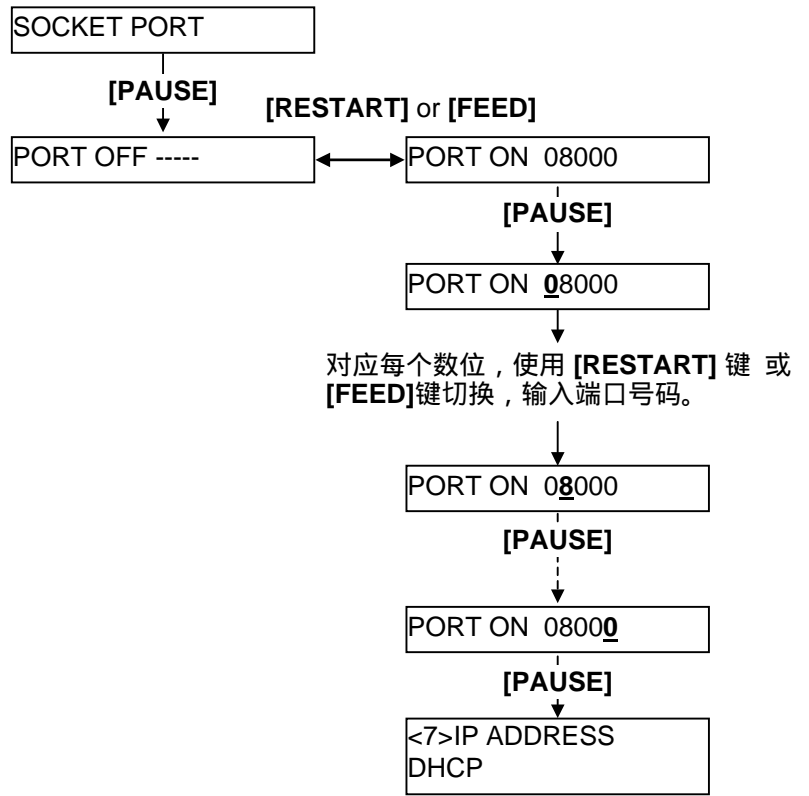 SOCKET PORT
[PAUSE]
[RESTART] or [FEED]
PORT OFF -----
PORT ON 08000
[PAUSE]
PORT ON 08000
对应每个数位，使用 [RESTART] 键 或
[FEED]键切换，输入端口号码。
PORT ON 08000
[PAUSE]
PORT ON 08000
[PAUSE]
<7>IP ADDRESS
DHCP